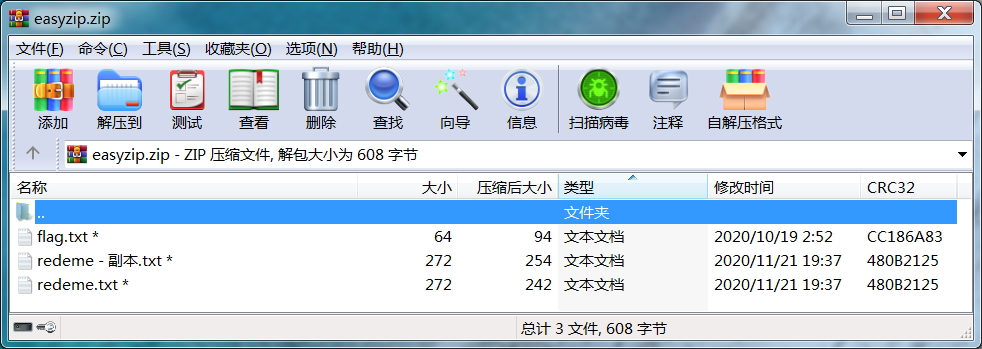 easyzip.zip
文件(F) 命令(C) 工具(S) 收藏夹(O) 选项(N) 帮助(H)
添加 解压到 测试 查看 删除 查找 向导 信息 扫描病毒 注释 自解压格式
easyzip.zip - ZIP 压缩文件, 解包大小为 608 字节
名称 大小 压缩后大小 类型 修改时间 CRC32
.. 文件夹
flag.txt * 64 94 文本文档 2020/10/19 2:52 CC186A83
redeme - 副本.txt * 272 254 文本文档 2020/11/21 19:37 480B2125
redeme.txt * 272 242 文本文档 2020/11/21 19:37 480B2125
总计 3 文件, 608 字节